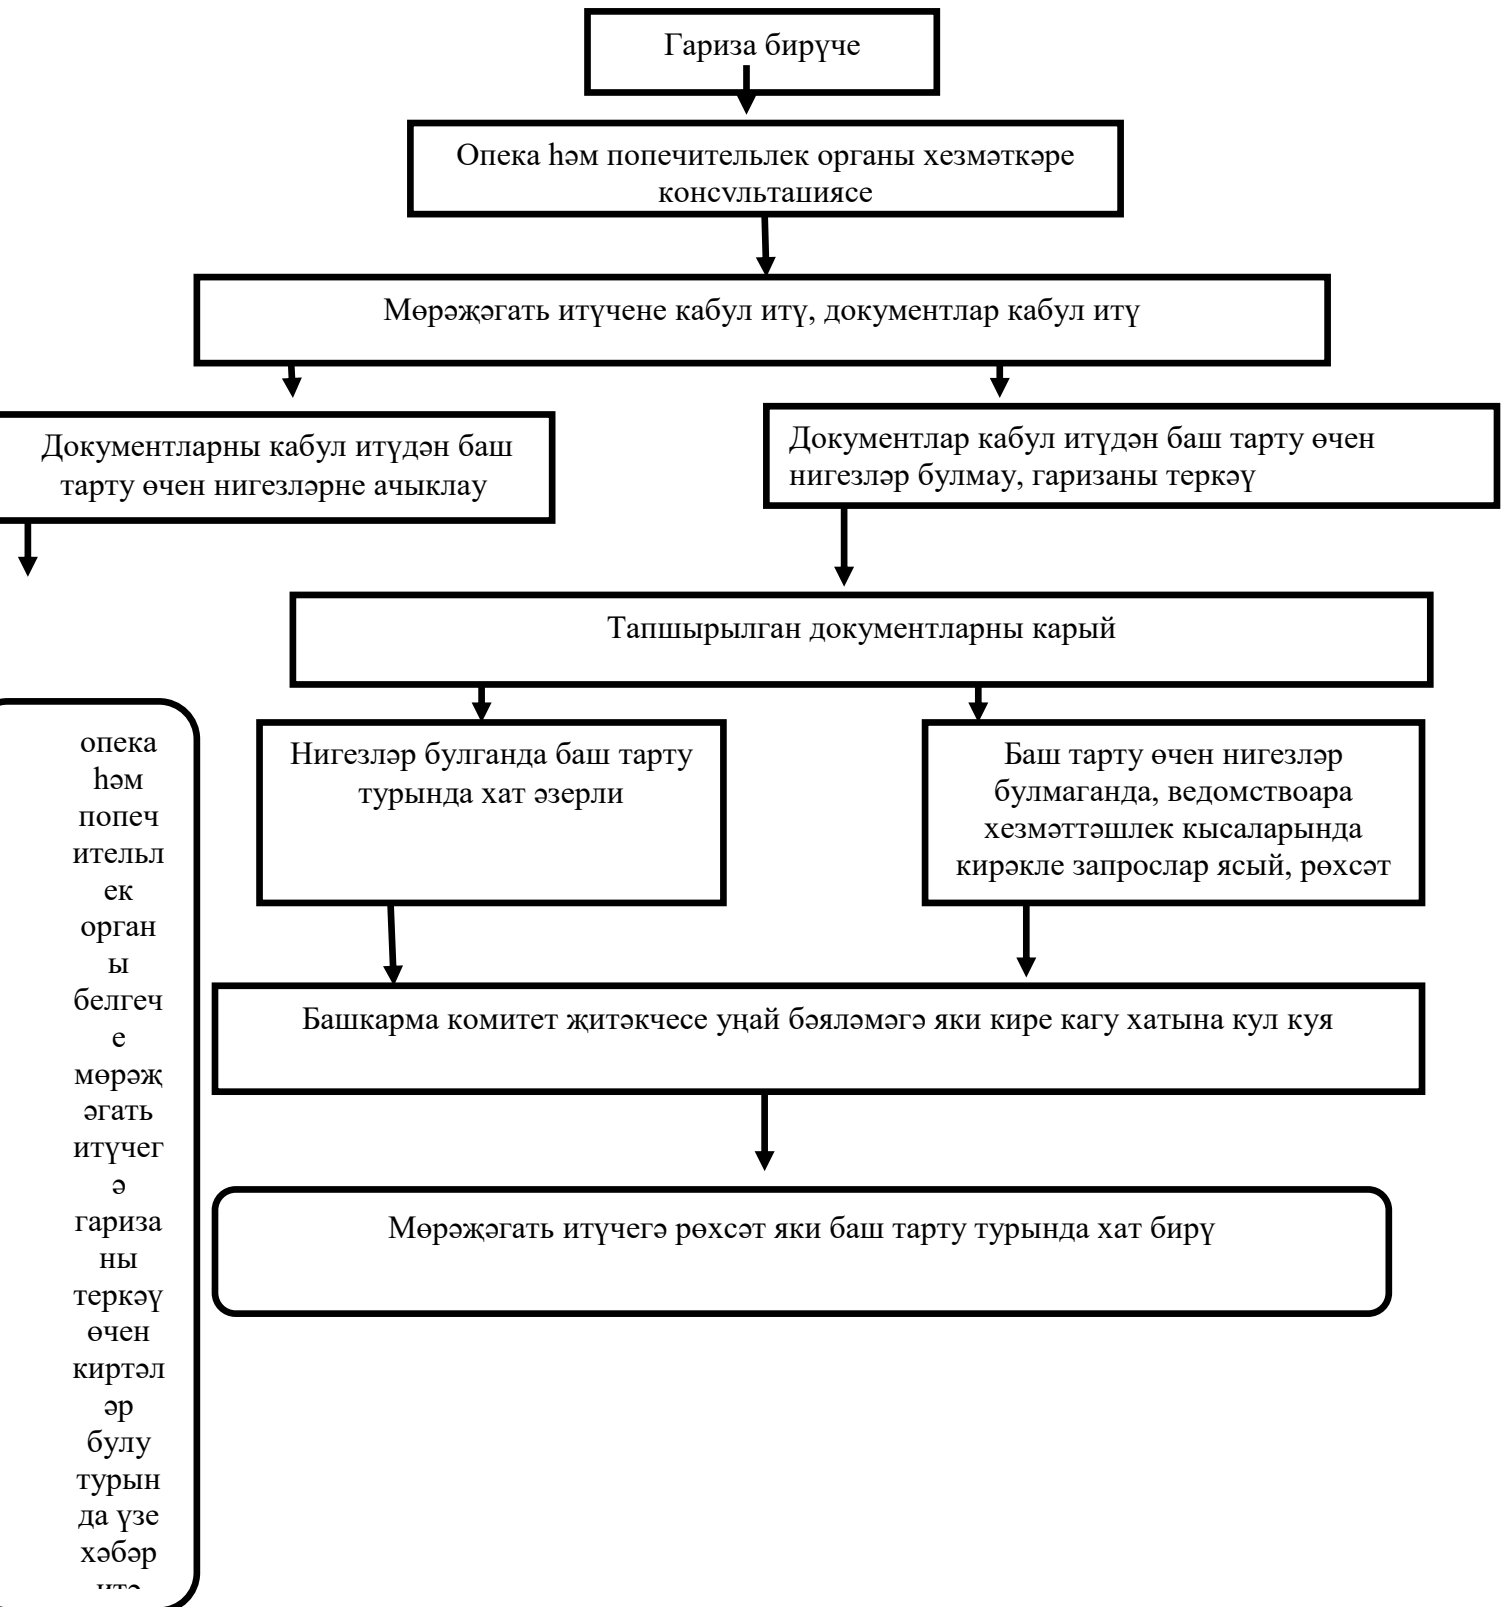 Гариза бирүче
Опека һәм попечительлек органы хезмәткәре
консультациясе
Мөрәҗәгать итүчене кабул итү, документлар кабул итү
Документларны кабул итүдән баш
тарту өчен нигезләрне ачыклау
Документлар кабул итүдән баш тарту өчен
нигезләр булмау, гаризаны теркәү
Тапшырылган документларны карый
опека
һәм
попеч
ительл
ек
орган
ы
белгеч
е
мөрәҗ
әгать
итүчег
ә
гариза
ны
теркәү
өчен
киртәл
әр
булу
турын
да үзе
хәбәр
итә
Нигезләр булганда баш тарту
турында хат әзерли
Баш тарту өчен нигезләр
булмаганда, ведомствоара
хезмәттәшлек кысаларында
кирәкле запрослар ясый, рөхсәт
Башкарма комитет җитәкчесе уңай бәяләмәгә яки кире кагу хатына кул куя
Мөрәҗәгать итүчегә рөхсәт яки баш тарту турында хат бирү